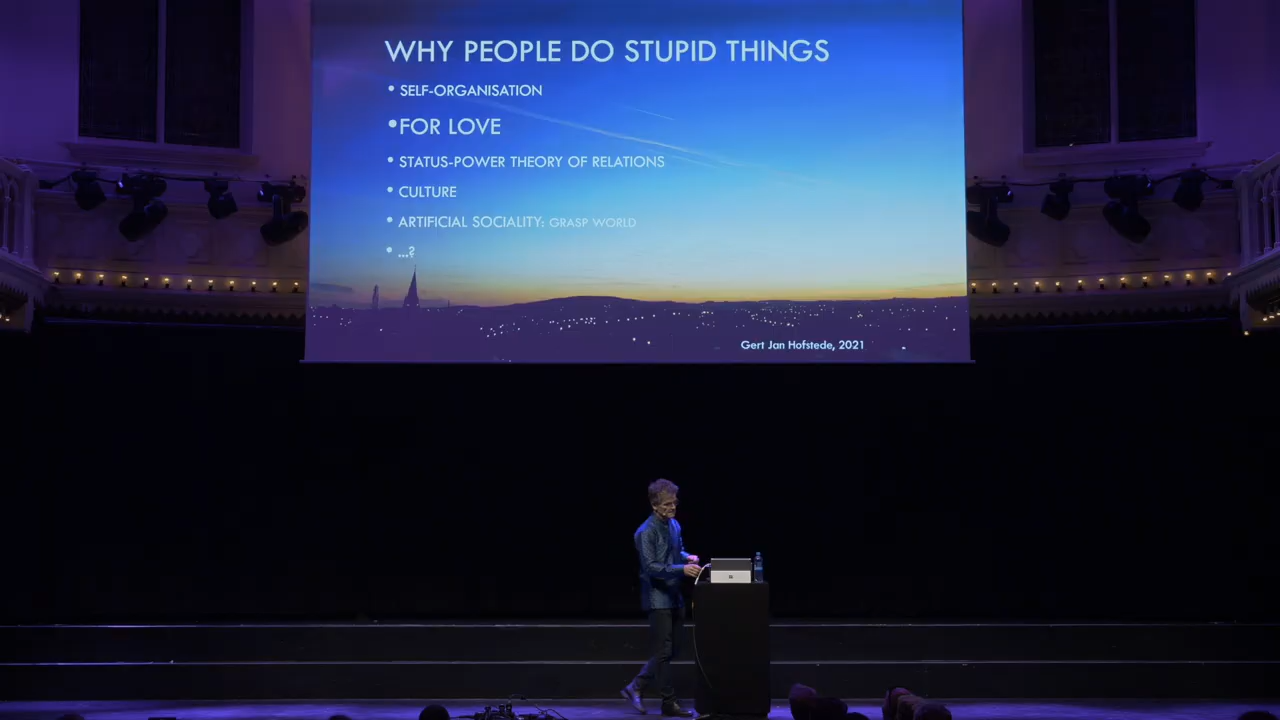 WHY PEOPLE DO STUPID THINGS
• SELF-ORGANISATION
• FOR LOVE
• STATUS-POWER THEORY OF RELATIONS
• CULTURE
• ARTIFICIAL SOCIALITY: GRASP WORLD
• ...?
Gert Jan Hofstede, 2021